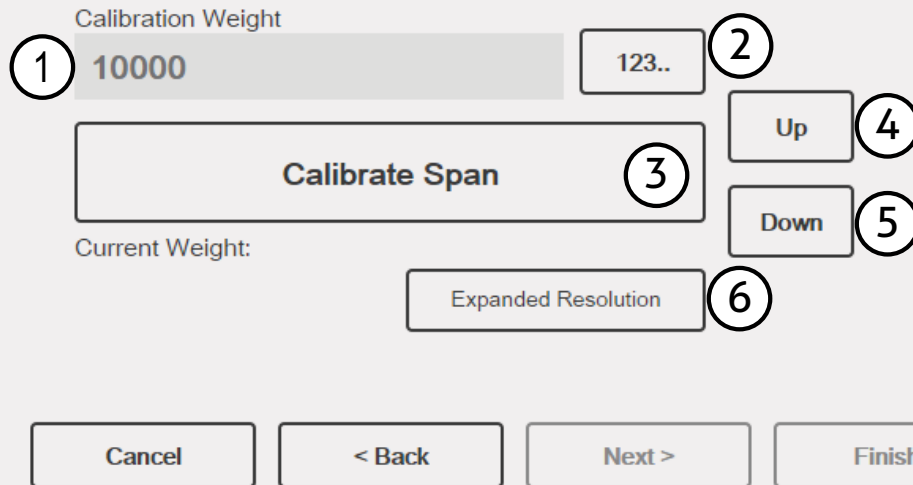 Calibration Weight
1 10000 123.. 2
Up 4
Calibrate Span 3
Down 5
Current Weight:
Expanded Resolution 6
Cancel < Back Next > Finish